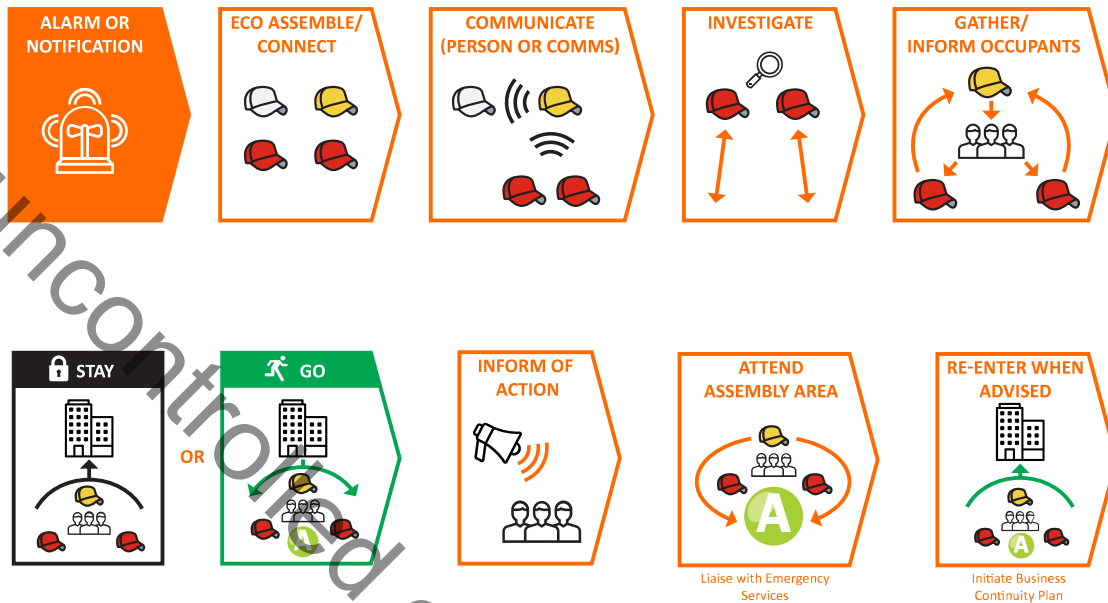 ALARM OR
NOTIFICATION
ECO ASSEMBLE/
CONNECT
COMMUNICATE
(PERSON OR COMMS)
INVESTIGATE
GATHER/
INFORM OCCUPANTS
STAY
OR
GO
INFORM OF
ACTION
ATTEND
ASSEMBLY AREA
A
Liaise with Emergency
Services
RE-ENTER WHEN
ADVISED
A
Initiate Business
Continuity Plan
A
uncontrolled